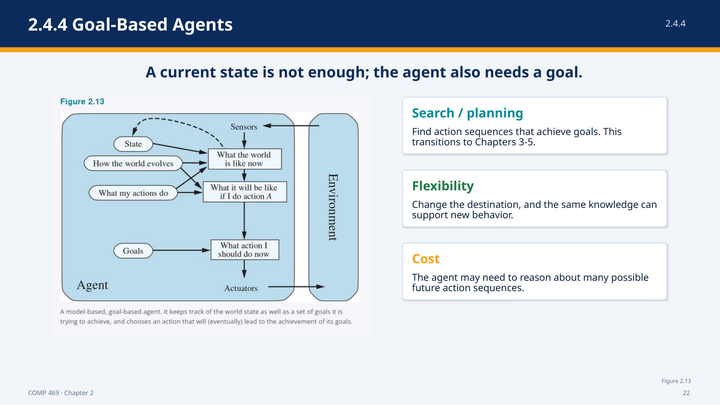 2.4.4 Goal-Based Agents
2.4.4
A current state is not enough; the agent also needs a goal.
Figure 2.13
Sensors
State
How the world evolves
What the world
is like now
What my actions do
What it will be like
if I do action A
Environment
Goals
What action I
should do now
Agent
Actuators
A model-based, goal-based agent. It keeps track of the world state as well as a set of goals it is
trying to achieve, and chooses an action that will (eventually) lead to the achievement of its goals.
Search / planning
Find action sequences that achieve goals. This
transitions to Chapters 3-5.
Flexibility
Change the destination, and the same knowledge can
support new behavior.
Cost
The agent may need to reason about many possible
future action sequences.
Figure 2.13
COMP 469 · Chapter 2
22